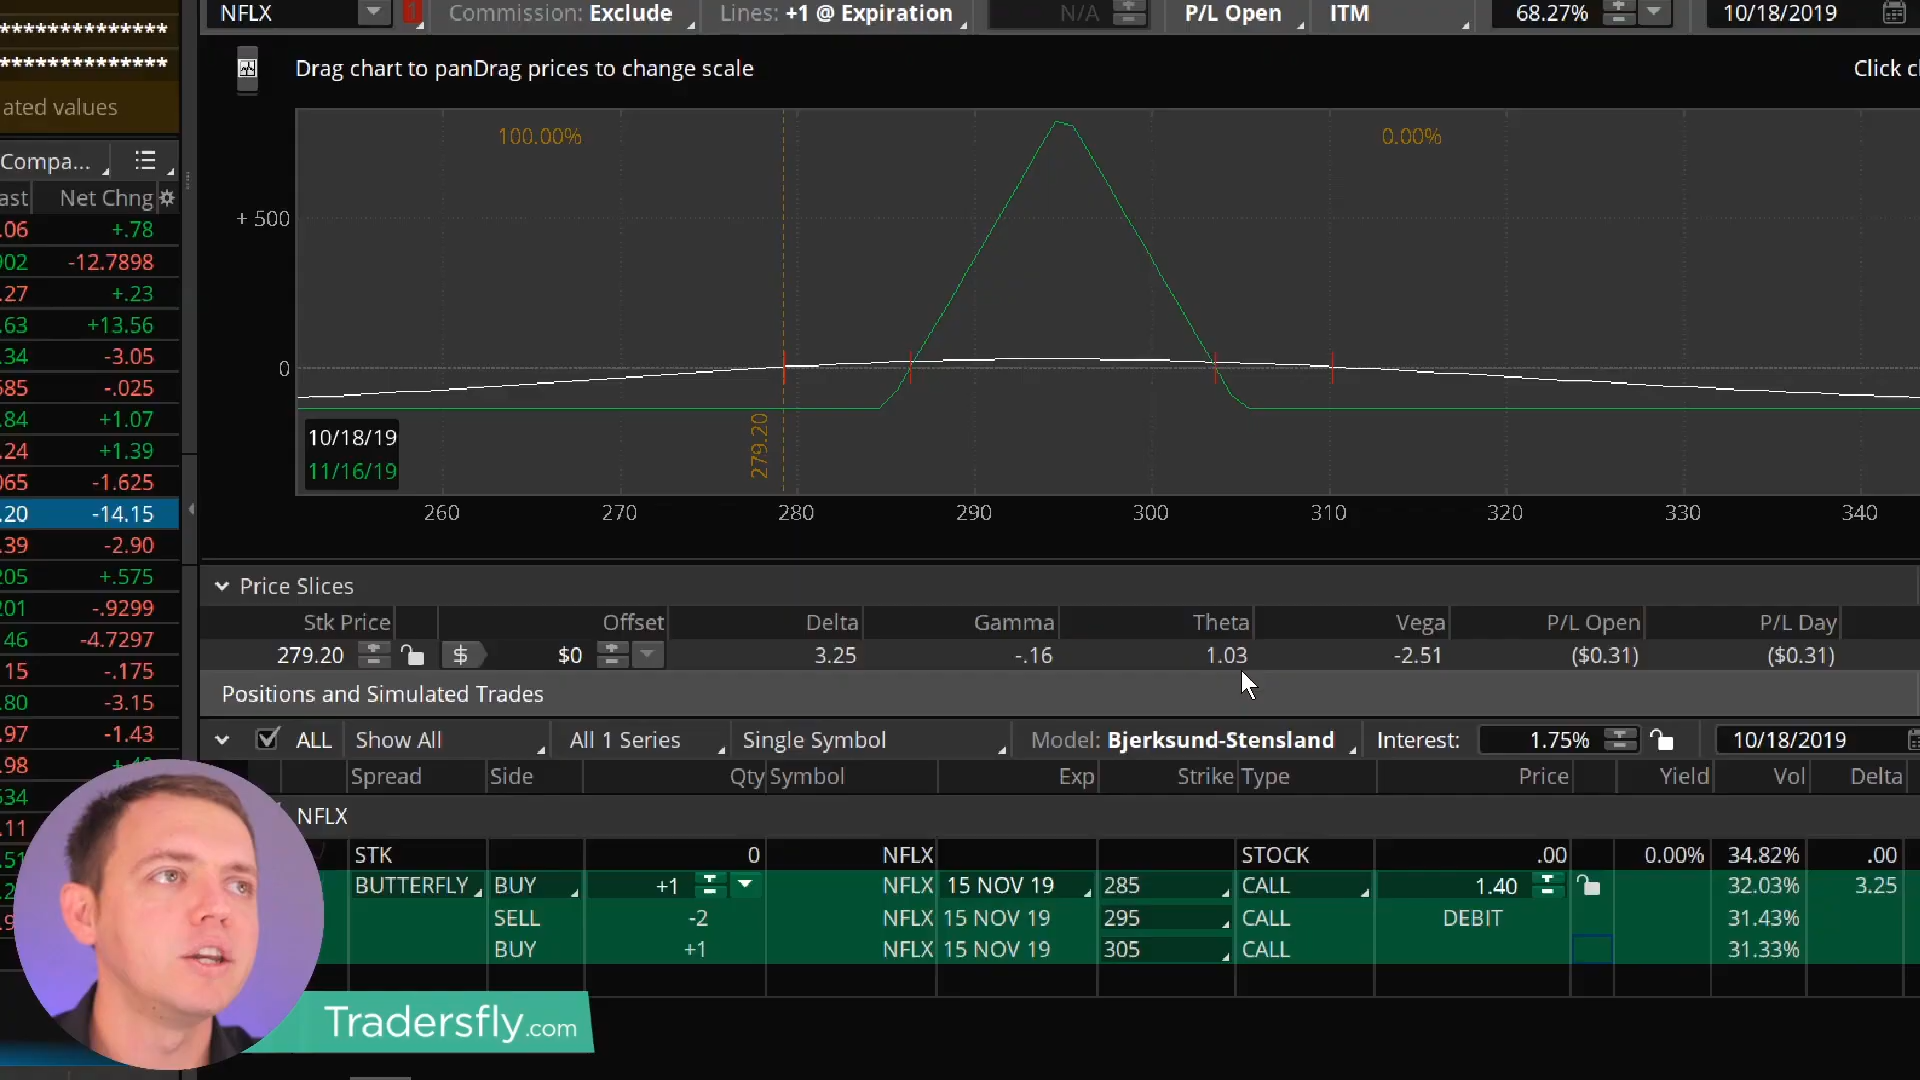 NFLX 1 Commission: Exclude Lines: +1 @ Expiration N/A P/L Open ITM 68.27% 10/18/2019
**************
**************
ated values
Drag chart to panDrag prices to change scale Click
Compa...
ast Net Chng
.06 +.78
902 -12.7898
.27 +.23
.63 +13.56
.34 -3.05
585 -.025
.84 +1.07
.24 +1.39
065 -1.625
.20 -14.15
.39 -2.90
205 +.575
201 -.9299
46 -4.7297
15 -.175
.80 -3.15
.97 -1.43
.98
534
.11
.51
100.00% 0.00%
+ 500
0
279.20
10/18/19
11/16/19
260 270 280 290 300 310 320 330 340
Price Slices
Stk Price Offset Delta Gamma Theta Vega P/L Open P/L Day
279.20 $ $0 3.25 -.16 1.03 -2.51 ($0.31) ($0.31)
Positions and Simulated Trades
ALL Show All All 1 Series Single Symbol Model: Bjerksund-Stensland Interest: 1.75% 10/18/2019
Spread Side Qty Symbol Exp Strike Type Price Yield Vol Delta
NFLX
STK 0 NFLX STOCK .00 0.00% 34.82% .00
BUTTERFLY BUY +1 NFLX 15 NOV 19 285 CALL 1.40 32.03% 3.25
SELL -2 NFLX 15 NOV 19 295 CALL DEBIT 31.43%
BUY +1 NFLX 15 NOV 19 305 CALL 31.33%
Tradersfly.com